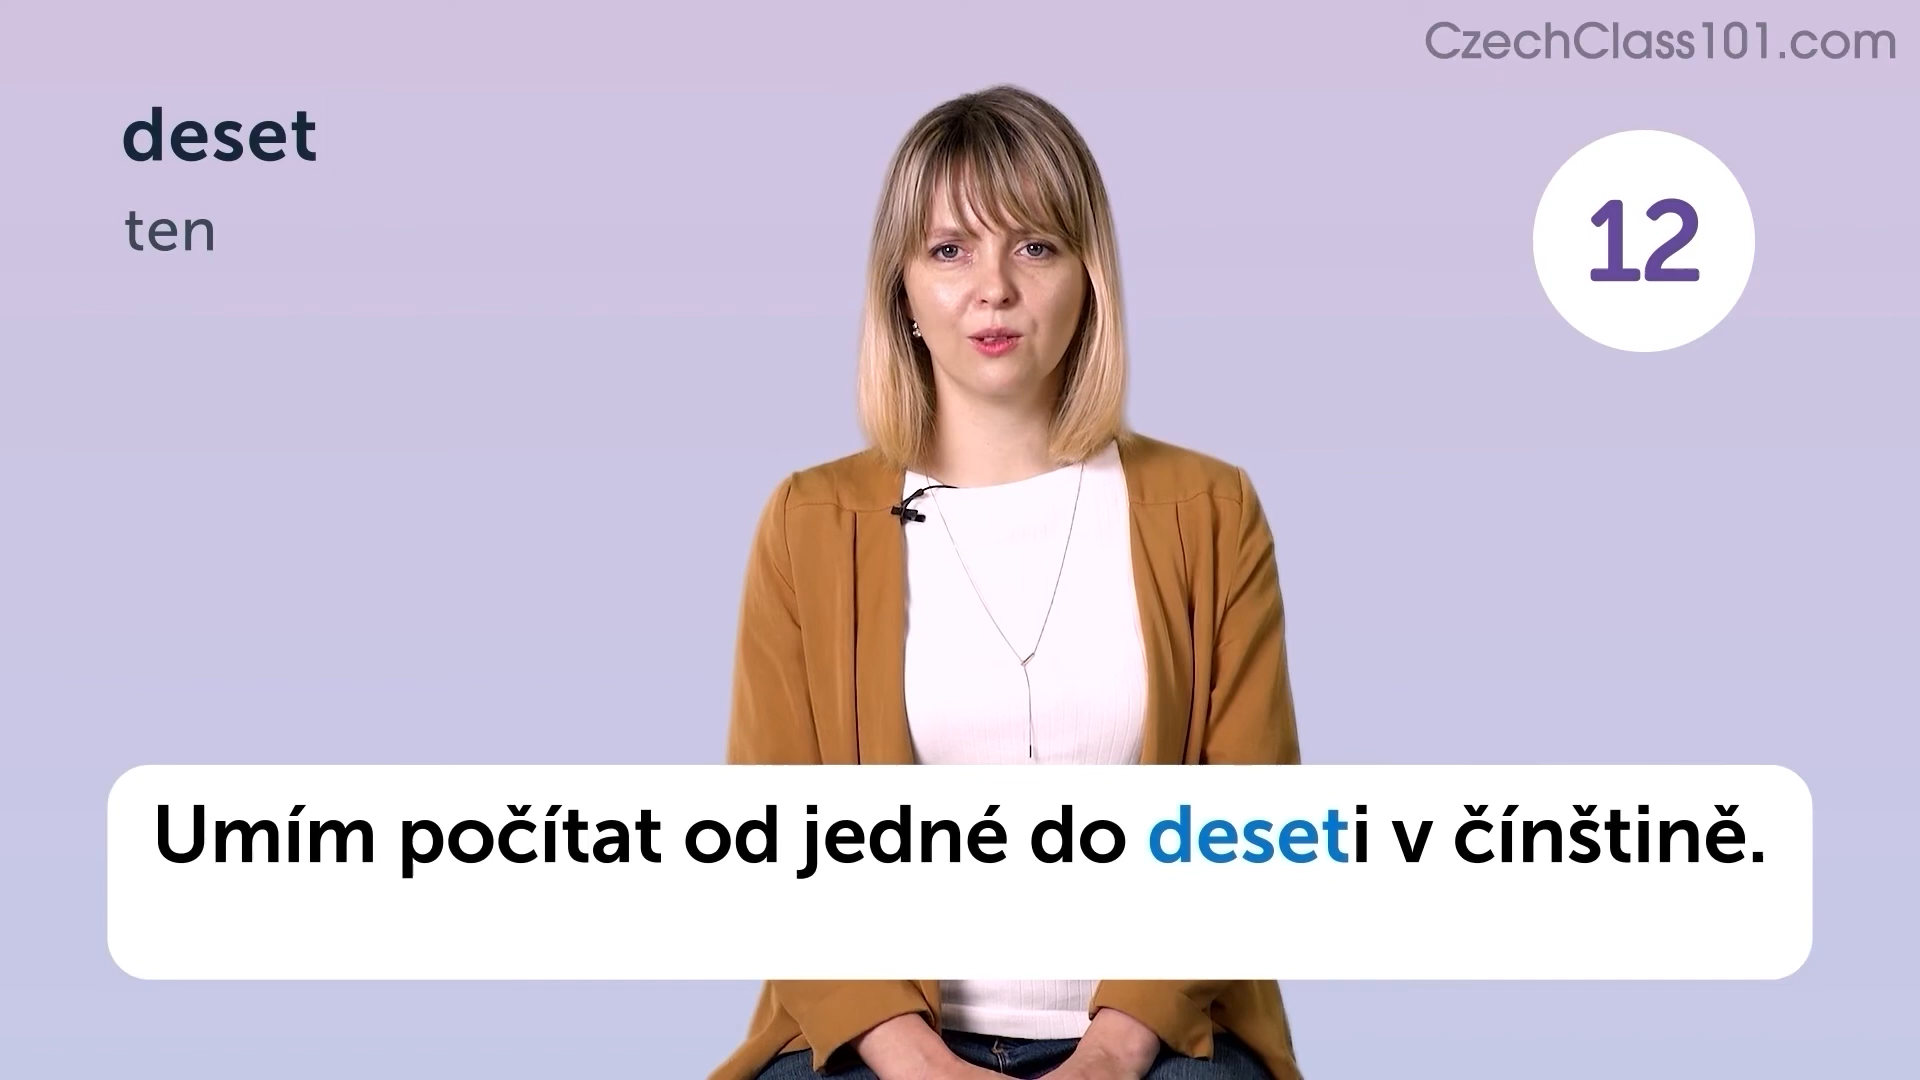 CzechClass101.com
deset
ten
12
Umím počítat od jedné do deseti v čínštině.